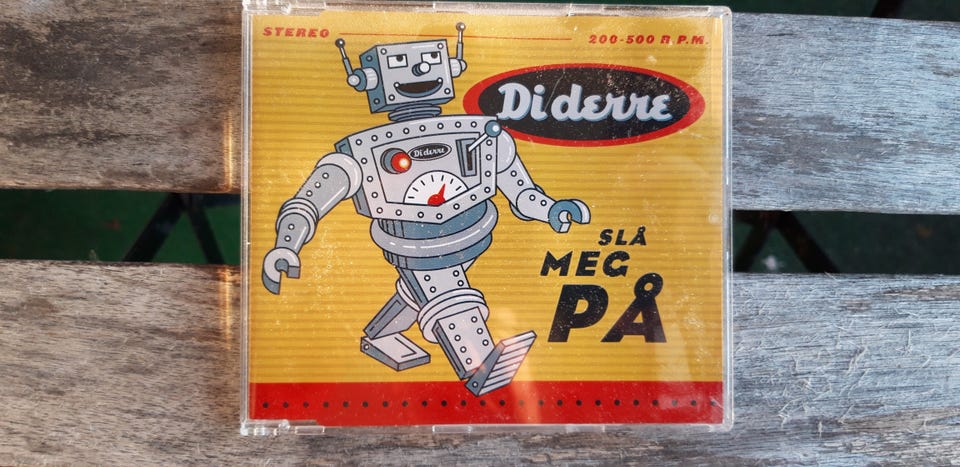 STEREO
200-500 R.P.M.
Di derre
Di derre
SLÅ
MEG
PÅ